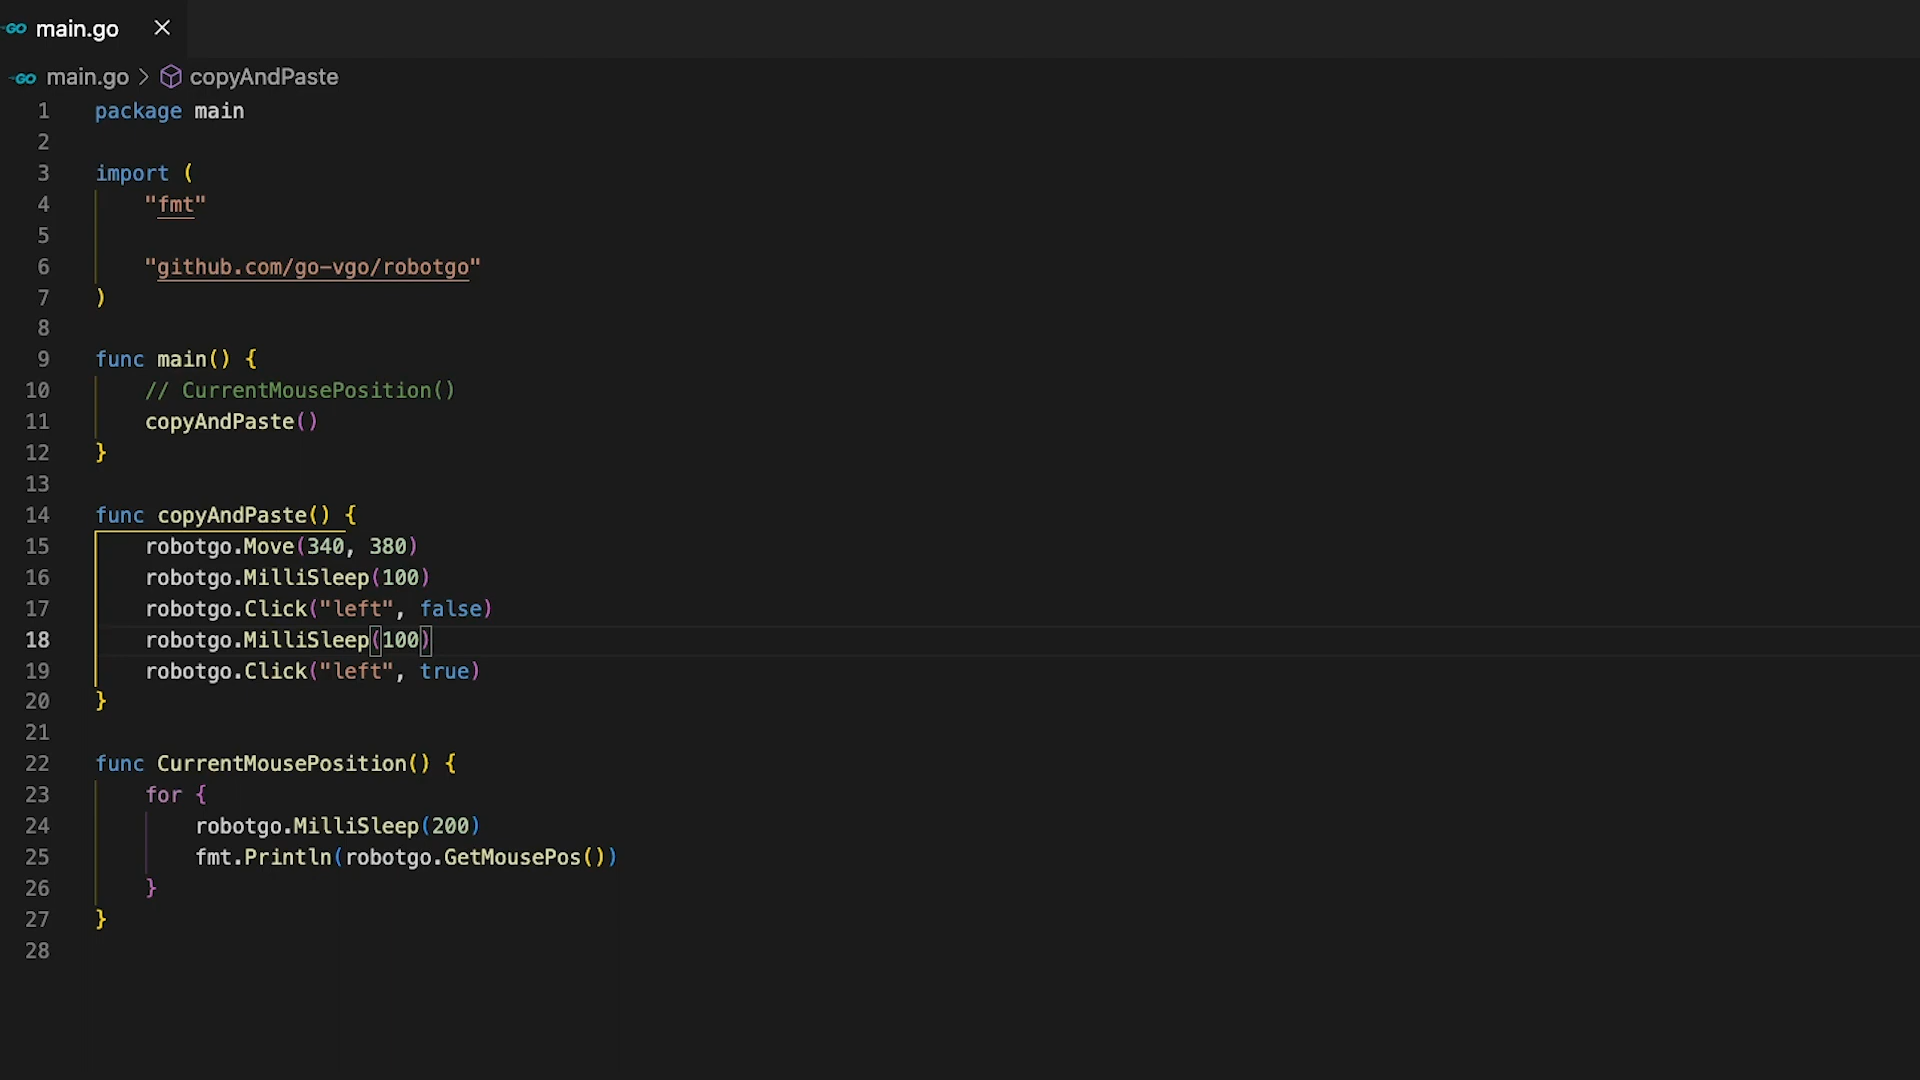 GO main.go
GO main.go > copyAndPaste
1 package main
2
3 import (
4 "fmt"
5
6 "github.com/go-vgo/robotgo"
7 )
8
9 func main() {
10 // CurrentMousePosition()
11 copyAndPaste()
12 }
13
14 func copyAndPaste() {
15 robotgo.Move(340, 380)
16 robotgo.MilliSleep(100)
17 robotgo.Click("left", false)
18 robotgo.MilliSleep(100)
19 robotgo.Click("left", true)
20 }
21
22 func CurrentMousePosition() {
23 for {
24 robotgo.MilliSleep(200)
25 fmt.Println(robotgo.GetMousePos())
26 }
27 }
28